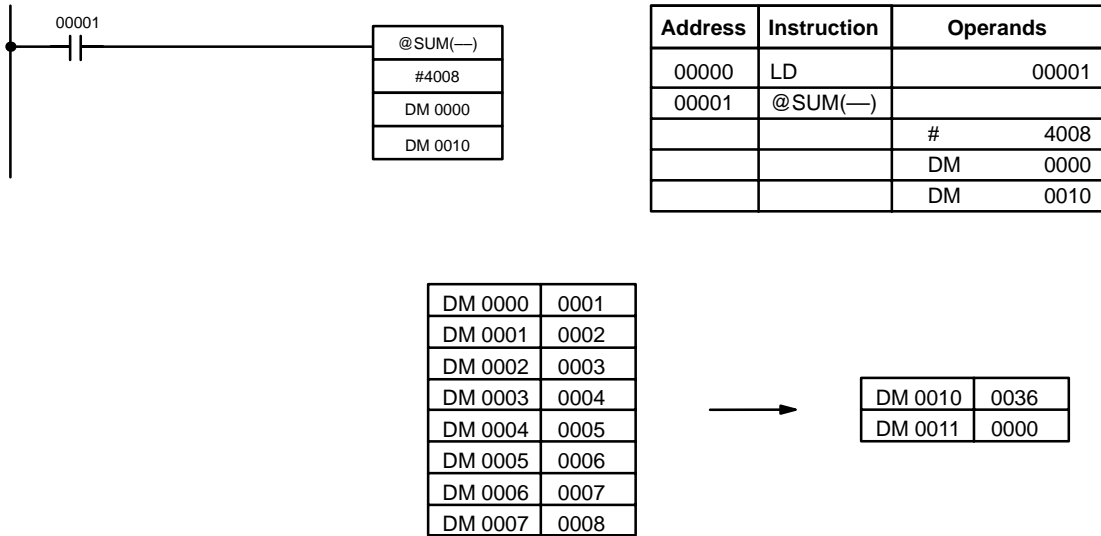 00001
@SUM(––)
#4008
DM 0000
DM 0010
Address Instruction Operands
00000 LD 00001
00001 @SUM(––)
# 4008
DM 0000
DM 0010
DM 0000 0001
DM 0001 0002
DM 0002 0003
DM 0003 0004
DM 0004 0005
DM 0005 0006
DM 0006 0007
DM 0007 0008
DM 0010 0036
DM 0011 0000